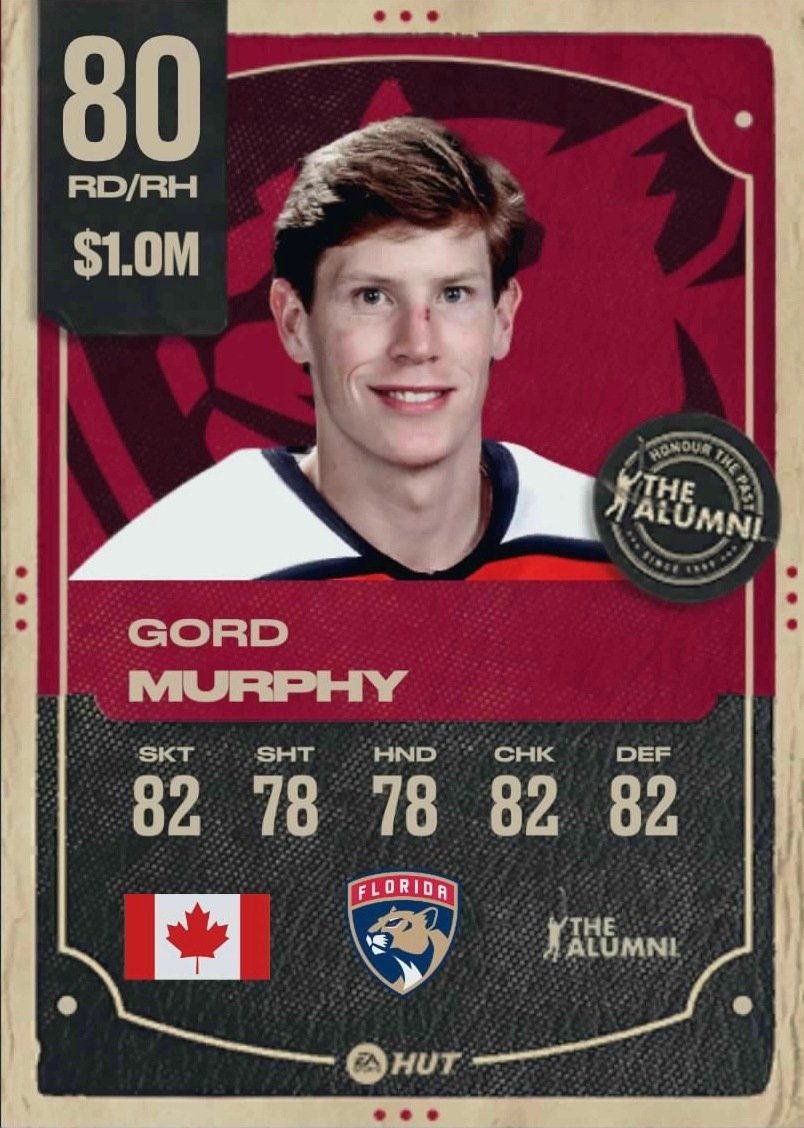 80
RD/RH
$1.0M
HONOUR THE PAST
THE
ALUMNI
GORD
MURPHY
SKT SHT HND CHK DEF
82 78 78 82 82
FLORIDA
THE
ALUMNI
EA
HUT